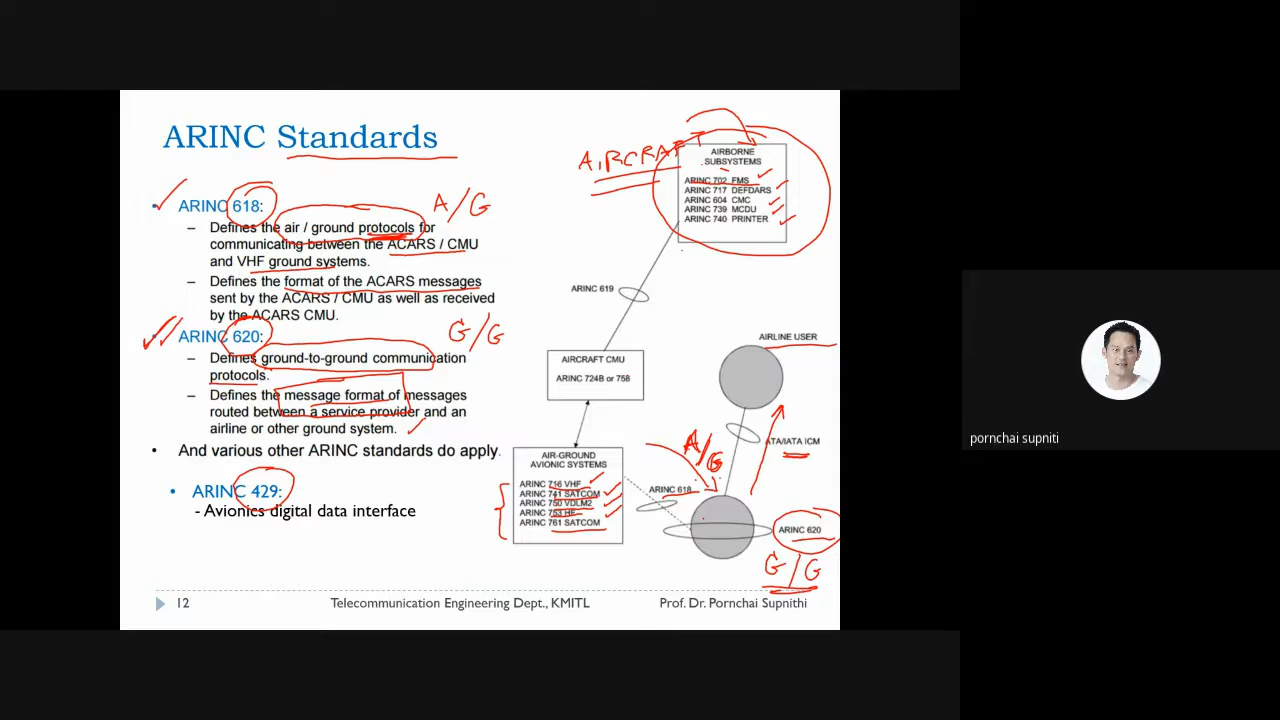 ARINC Standards
• ARINC 618:
A/G
– Defines the air / ground protocols for
communicating between the ACARS / CMU
and VHF ground systems.
– Defines the format of the ACARS messages
sent by the ACARS / CMU as well as received
by the ACARS CMU.
• ARINC 620:
G/G
– Defines ground-to-ground communication
protocols.
– Defines the message format of messages
routed between a service provider and an
airline or other ground system.
• And various other ARINC standards do apply.
• ARINC 429:
- Avionics digital data interface
AIRCRAFT
AIRBORNE
SUBSYSTEMS
ARINC 702 FMS
ARINC 717 DEFDARS
ARINC 604 CMC
ARINC 739 MCDU
ARINC 740 PRINTER
ARINC 619
AIRCRAFT CMU
ARINC 724B or 758
AIRLINE USER
ATA/IATA ICM
AIR-GROUND
AVIONIC SYSTEMS
ARINC 716 VHF
ARINC 741 SATCOM
ARINC 750 VDLM2
ARINC 753 HF
ARINC 761 SATCOM
A/G
ARINC 618
ARINC 620
G/G
12
Telecommunication Engineering Dept., KMITL
Prof. Dr. Pornchai Supnithi
pornchai supniti